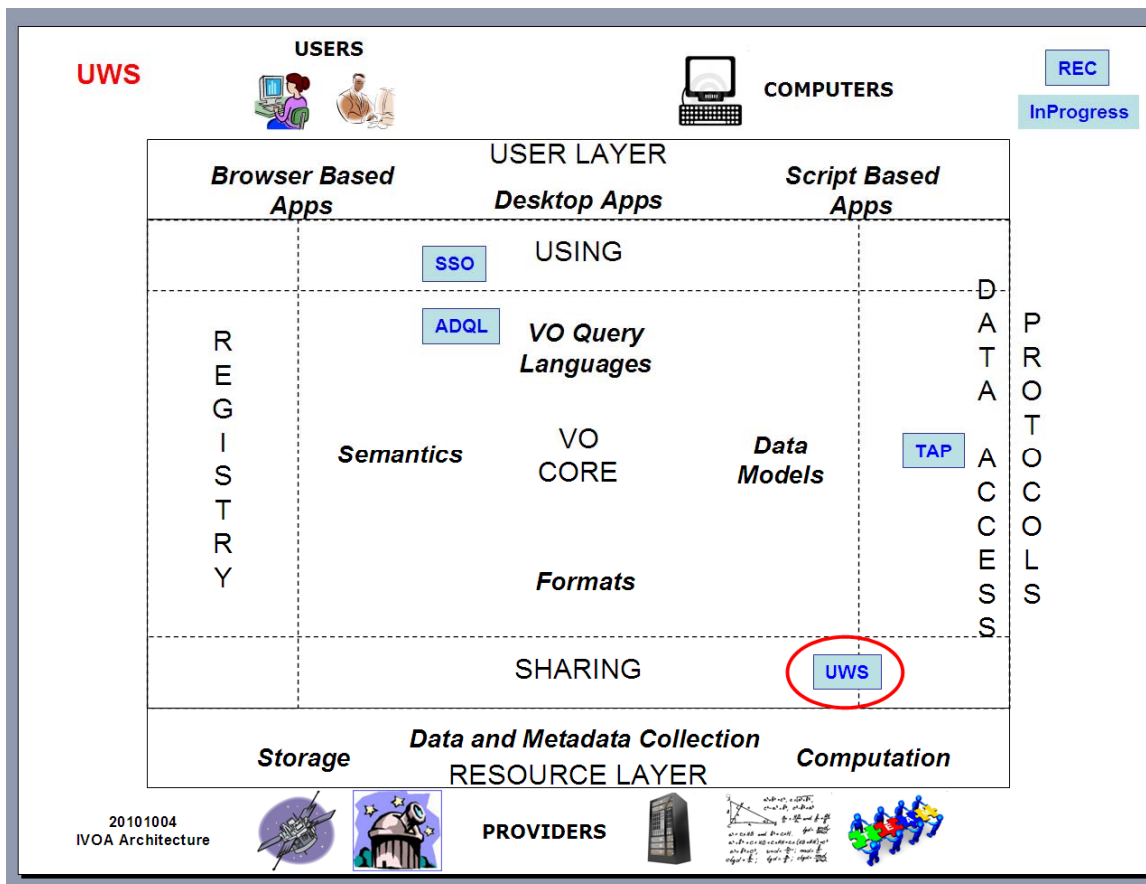 UWS
USERS
COMPUTERS
REC
InProgress
USER LAYER
Browser Based
Apps
Desktop Apps
Script Based
Apps
USING
SSO
ADQL
VO Query
Languages
REGISTRY
Semantics
VO
CORE
Data
Models
TAP
DATA ACCESS
PROTOCOLS
Formats
SHARING
UWS
Storage
Data and Metadata Collection
Computation
RESOURCE LAYER
20101004
IVOA Architecture
PROVIDERS